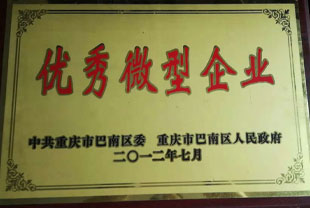 优秀微型企业
中共重庆市巴南区委 重庆市巴南区人民政府
二〇一二年七月